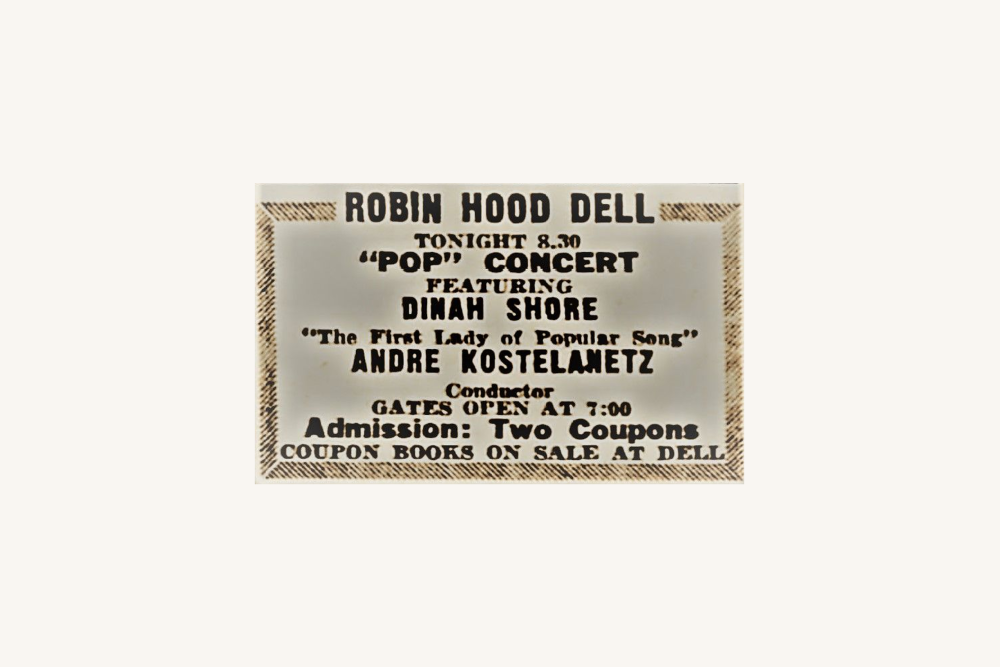 ROBIN HOOD DELL
TONIGHT 8.30
"POP" CONCERT
FEATURING
DINAH SHORE
"The First Lady of Popular Song"
ANDRE KOSTELANETZ
Conductor
GATES OPEN AT 7:00
Admission: Two Coupons
COUPON BOOKS ON SALE AT DELL